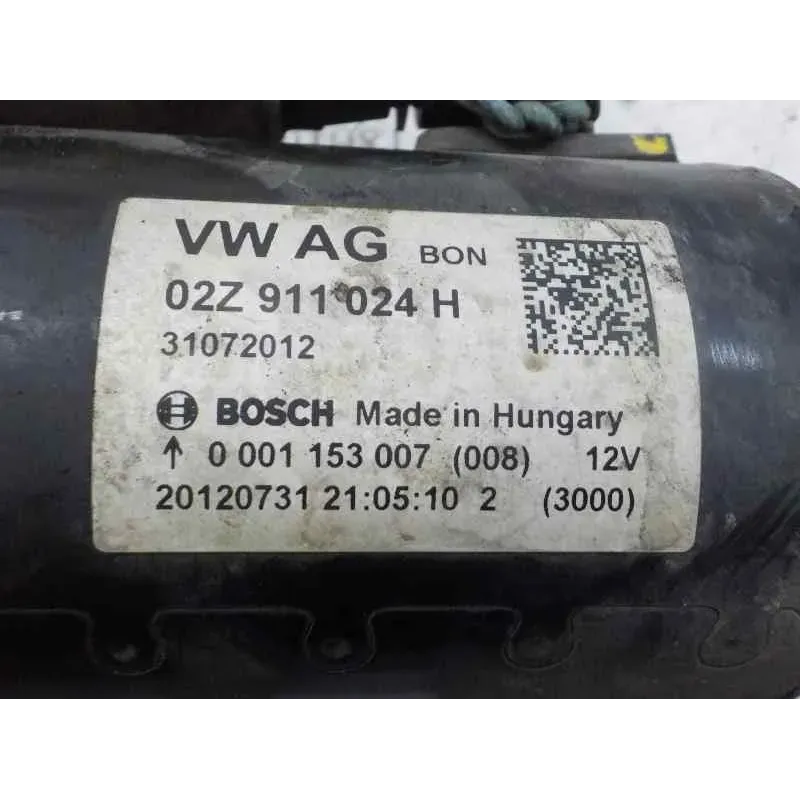 VW AG BON
02Z 911 024 H
31072012
BOSCH Made in Hungary
↑ 0 001 153 007 (008) 12V
20120731 21:05:10 2 (3000)